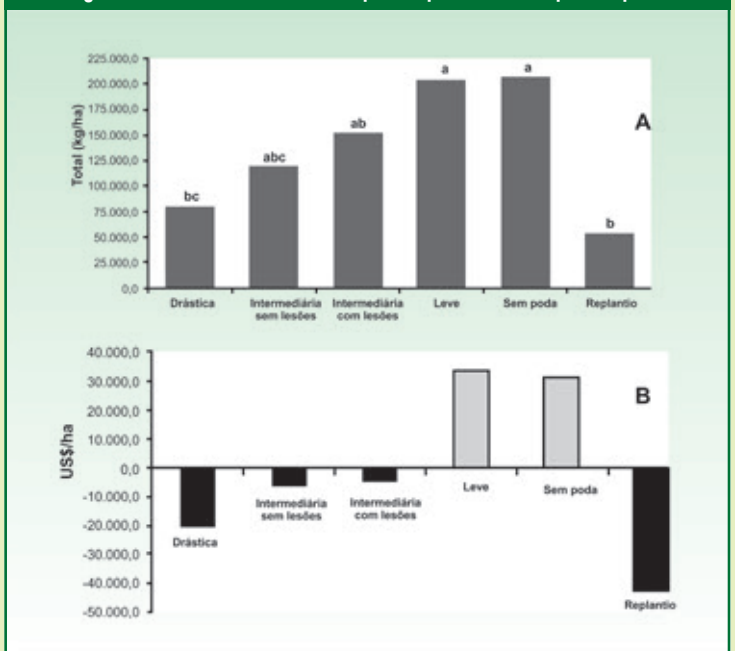 225.000,0
200.000,0
175.000,0
150.000,0
125.000,0
100.000,0
75.000,0
50.000,0
25.000,0
0,0
Total (kg/ha)
bc
abc
ab
a
a
b
A
Drástica
Intermediária sem lesões
Intermediária com lesões
Leve
Sem poda
Replantio
40.000,0
30.000,0
20.000,0
10.000,0
0,0
-10.000,0
-20.000,0
-30.000,0
-40.000,0
-50.000,0
US$/ha
B
Drástica
Intermediária sem lesões
Intermediária com lesões
Leve
Sem poda
Replantio